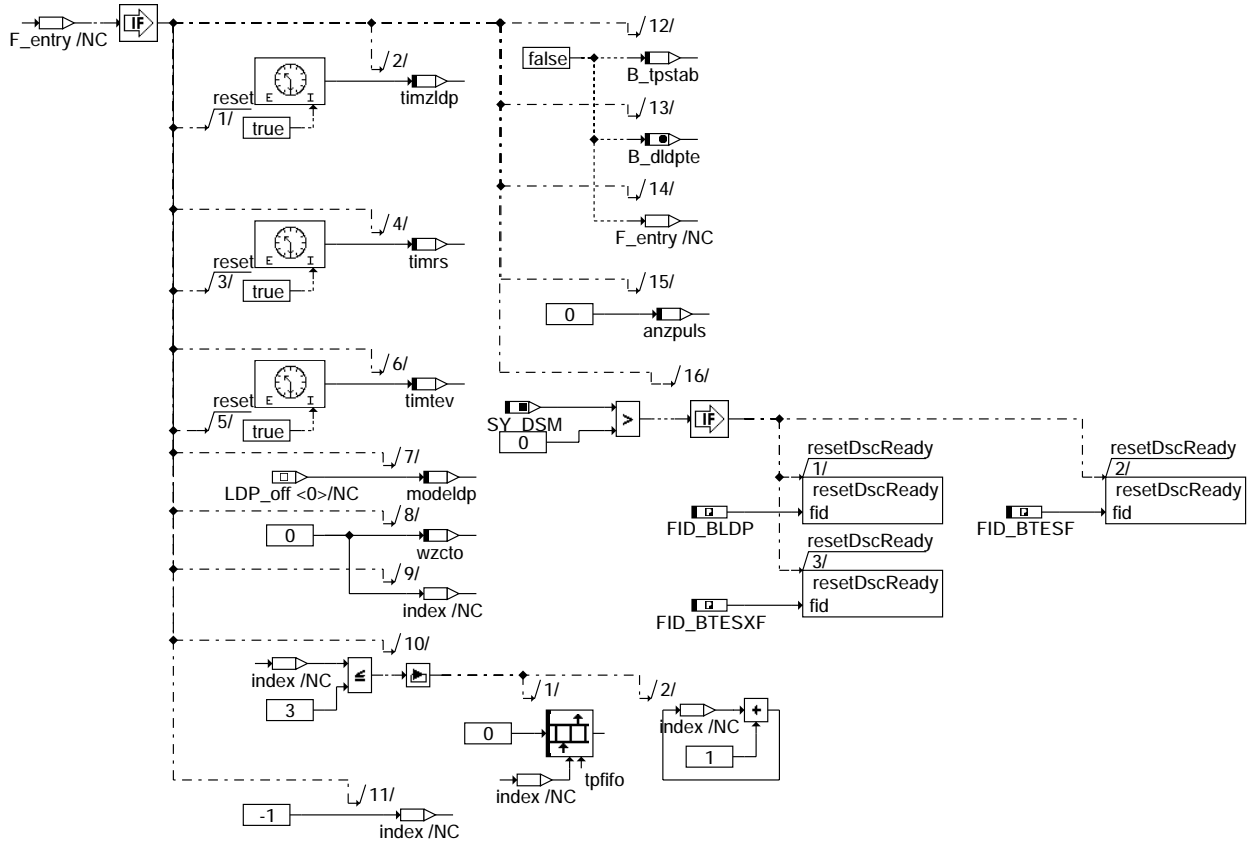 F_entry /NC
IF
12/
false
B_tpstab
2/
timzldp
reset
1/
E I
true
13/
B_dldpte
14/
F_entry /NC
4/
timrs
reset
3/
E I
true
15/
0
anzpuls
6/
timtev
reset
5/
E I
true
16/
SY_DSM
0
>
IF
7/
LDP_off <0>/NC
modeldp
resetDscReady
1/
resetDscReady
fid
FID_BLDP
resetDscReady
2/
resetDscReady
fid
FID_BTESF
8/
0
wzcto
9/
index /NC
resetDscReady
3/
resetDscReady
fid
FID_BTESXF
10/
index /NC
≤
3
1/
2/
0
index /NC
tpfifo
index /NC
+
1
11/
-1
index /NC